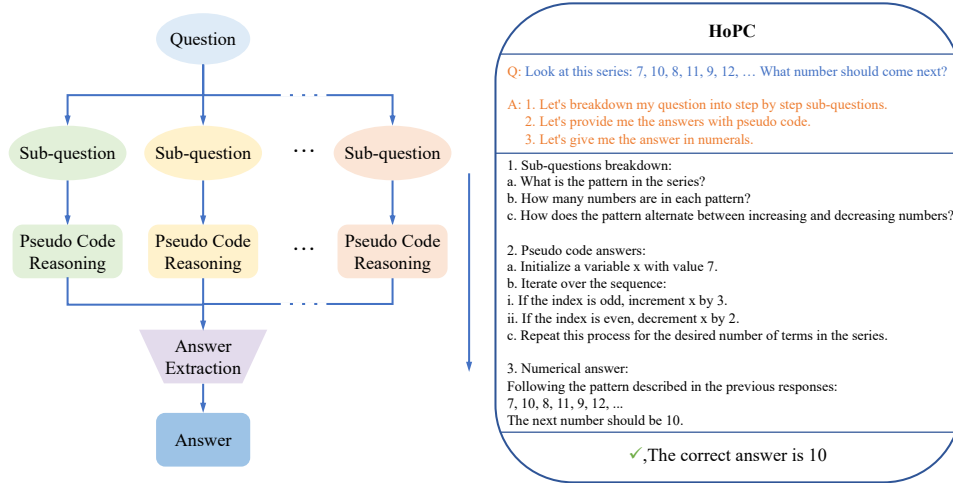 Question
Sub-question
Sub-question
...
Sub-question
Pseudo Code
Reasoning
Pseudo Code
Reasoning
...
Pseudo Code
Reasoning
Answer
Extraction
Answer
HoPC
Q: Look at this series: 7, 10, 8, 11, 9, 12, … What number should come next?
A: 1. Let's breakdown my question into step by step sub-questions.
2. Let's provide me the answers with pseudo code.
3. Let's give me the answer in numerals.
1. Sub-questions breakdown:
a. What is the pattern in the series?
b. How many numbers are in each pattern?
c. How does the pattern alternate between increasing and decreasing numbers?
2. Pseudo code answers:
a. Initialize a variable x with value 7.
b. Iterate over the sequence:
i. If the index is odd, increment x by 3.
ii. If the index is even, decrement x by 2.
c. Repeat this process for the desired number of terms in the series.
3. Numerical answer:
Following the pattern described in the previous responses:
7, 10, 8, 11, 9, 12, ...
The next number should be 10.
✓,The correct answer is 10